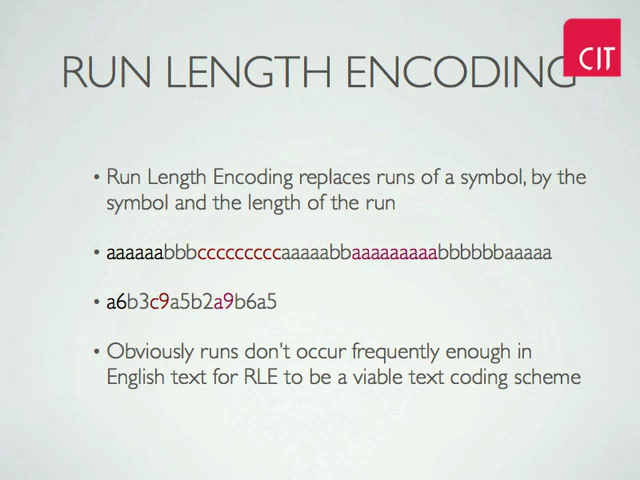 RUN LENGTH ENCODING
CIT
• Run Length Encoding replaces runs of a symbol, by the
symbol and the length of the run
• aaaaaabbbcccccccccaaaaabbaaaaaaaaabbbbbbaaaaa
• a6b3c9a5b2a9b6a5
• Obviously runs don't occur frequently enough in
English text for RLE to be a viable text coding scheme